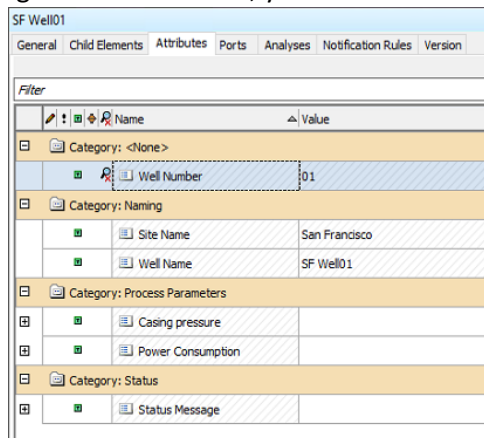 SF Well01
General Child Elements Attributes Ports Analyses Notification Rules Version
Filter
Name Value
Category: <None>
Well Number 01
Category: Naming
Site Name San Francisco
Well Name SF Well01
Category: Process Parameters
Casing pressure
Power Consumption
Category: Status
Status Message